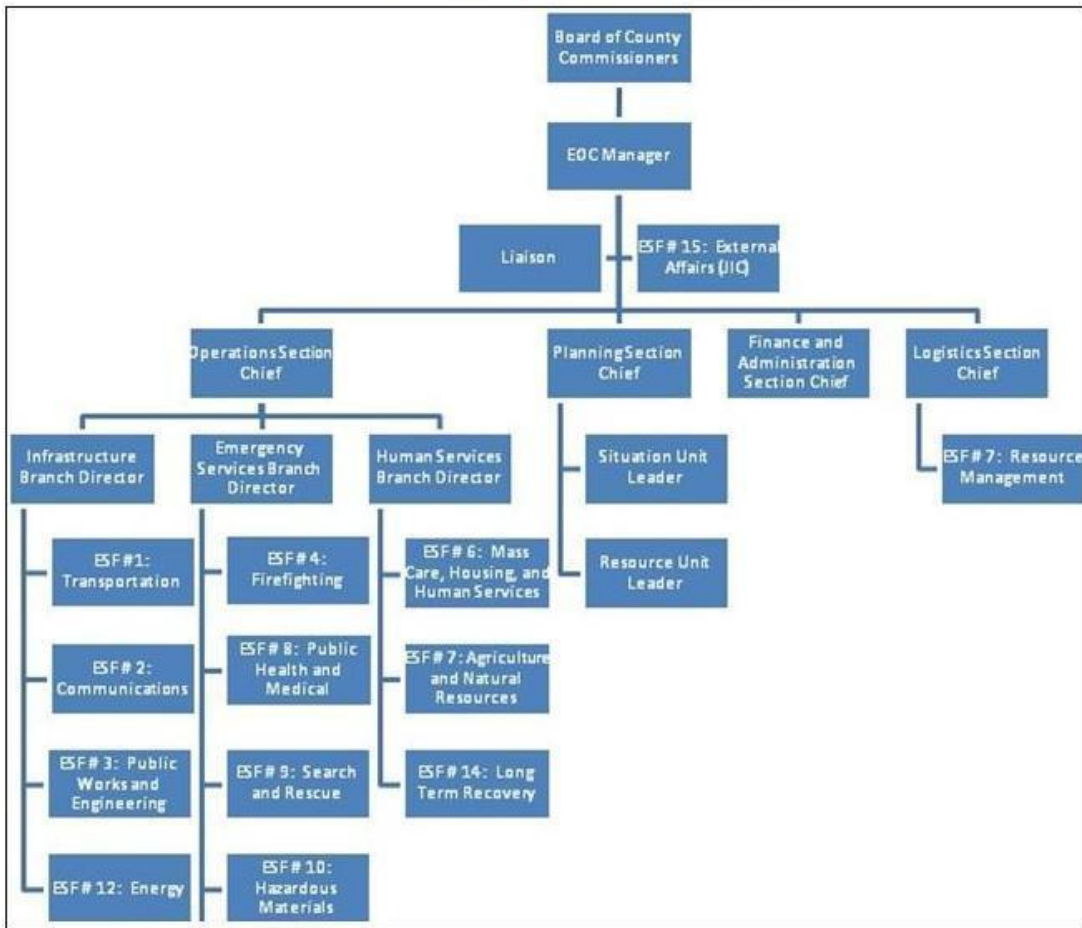 Board of County
Commissioners
EOC Manager
Liaison
ESF# 15: External
Affairs (JIC)
Operations Section
Chief
Planning Section
Chief
Finance and
Administration
Section Chief
Logistics Section
Chief
Infrastructure
Branch Director
Emergency
Services Branch
Director
Human Services
Branch Director
Situation Unit
Leader
ESF# 7: Resource
Management
ESF#1:
Transportation
ESF# 4:
Firefighting
ESF# 6: Mass
Care, Housing, and
Human Services
Resource Unit
Leader
ESF# 2:
Communications
ESF# 8: Public
Health and
Medical
ESF# 7: Agriculture
and Natural
Resources
ESF# 3: Public
Works and
Engineering
ESF# 9: Search
and Rescue
ESF# 14: Long
Term Recovery
ESF# 12: Energy
ESF# 10:
Hazardous
Materials